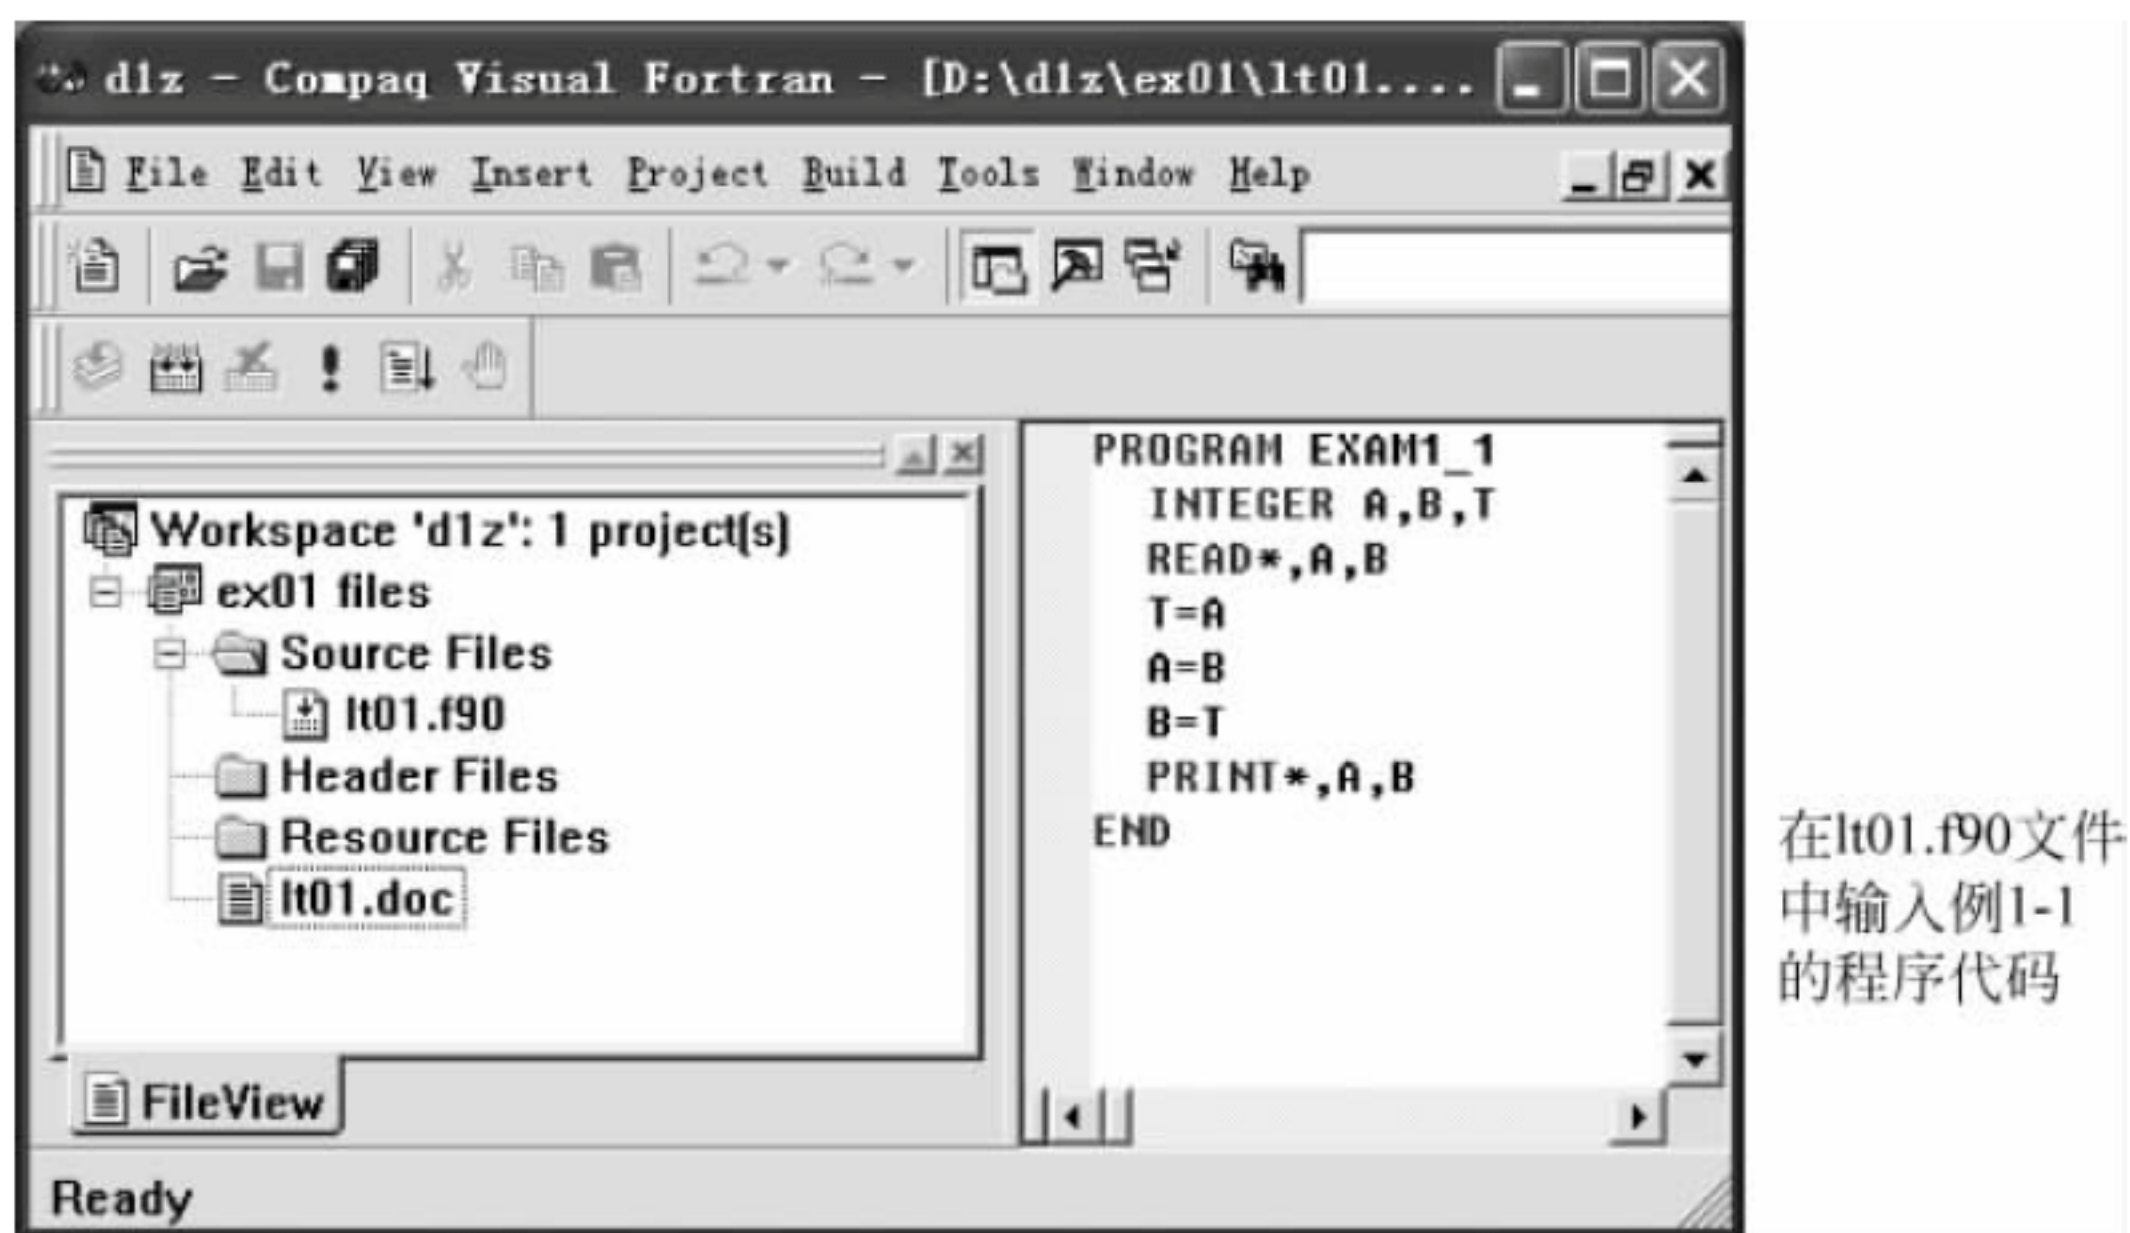 d1z - Compaq Visual Fortran - [D:\d1z\ex01\lt01....
File Edit View Insert Project Build Tools Window Help
Workspace 'd1z': 1 project(s)
ex01 files
Source Files
lt01.f90
Header Files
Resource Files
lt01.doc
FileView
PROGRAM EXAM1_1
INTEGER A,B,T
READ*,A,B
T=A
A=B
B=T
PRINT*,A,B
END
Ready
在lt01.f90文件
中输入例1-1
的程序代码